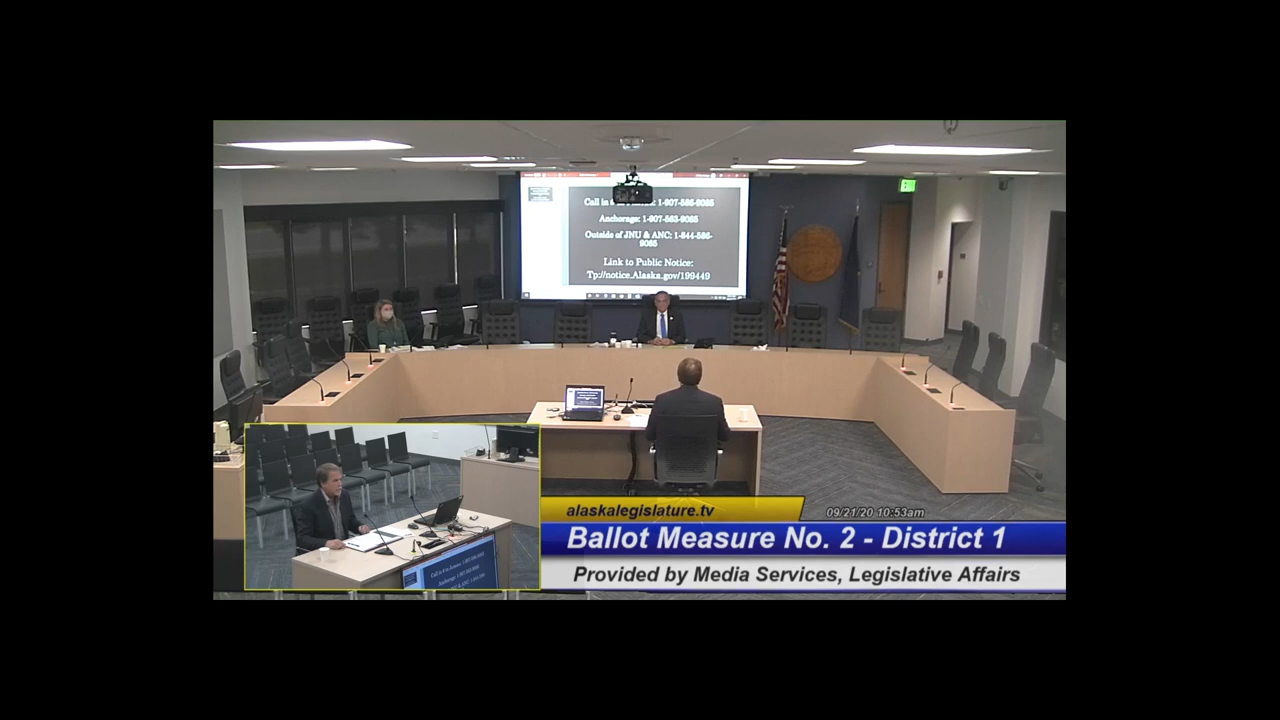 Call in # to Juneau: 1-907-586-9085
Anchorage: 1-907-563-9085
Outside of JNU & ANC: 1-844-586-
9085
Link to Public Notice:
Tp://notice.Alaska.gov/199449
alaskalegislature.tv
09/21/20 10:53am
Ballot Measure No. 2 - District 1
Provided by Media Services, Legislative Affairs